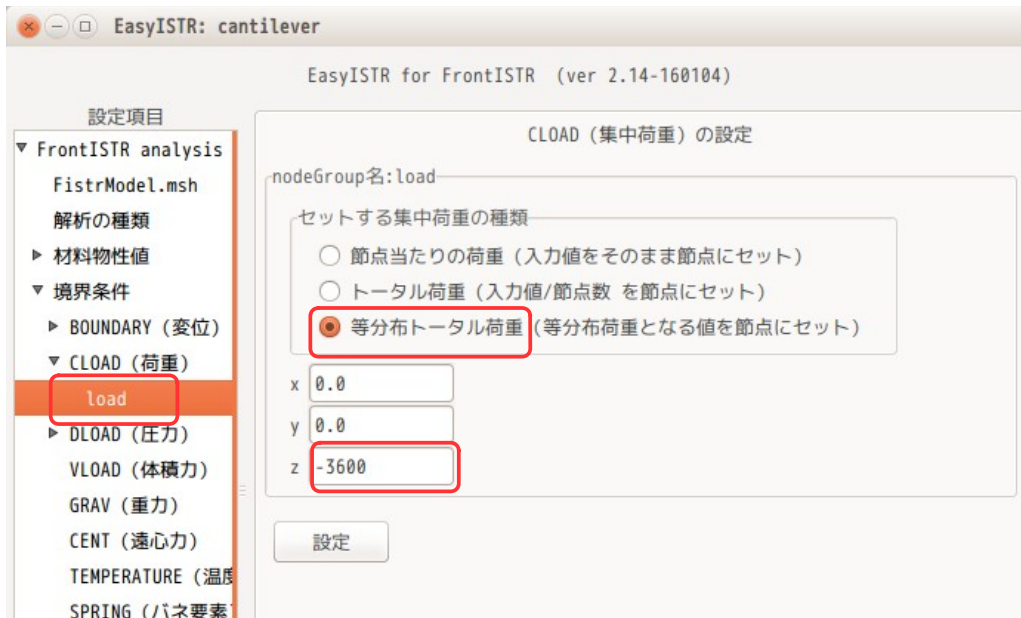 EasyISTR: cantilever
EasyISTR for FrontISTR (ver 2.14-160104)
設定項目
FrontISTR analysis
FistrModel.msh
解析の種類
材料物性値
境界条件
BOUNDARY (変位)
CLOAD (荷重)
load
DLOAD (圧力)
VLOAD (体積力)
GRAV (重力)
CENT (遠心力)
TEMPERATURE (温度
SPRING (バネ要素)
CLOAD (集中荷重) の設定
nodeGroup名:load
セットする集中荷重の種類
節点当たりの荷重 (入力値をそのまま節点にセット)
トータル荷重 (入力値/節点数 を節点にセット)
等分布トータル荷重 (等分布荷重となる値を節点にセット)
x 0.0
y 0.0
z -3600
設定